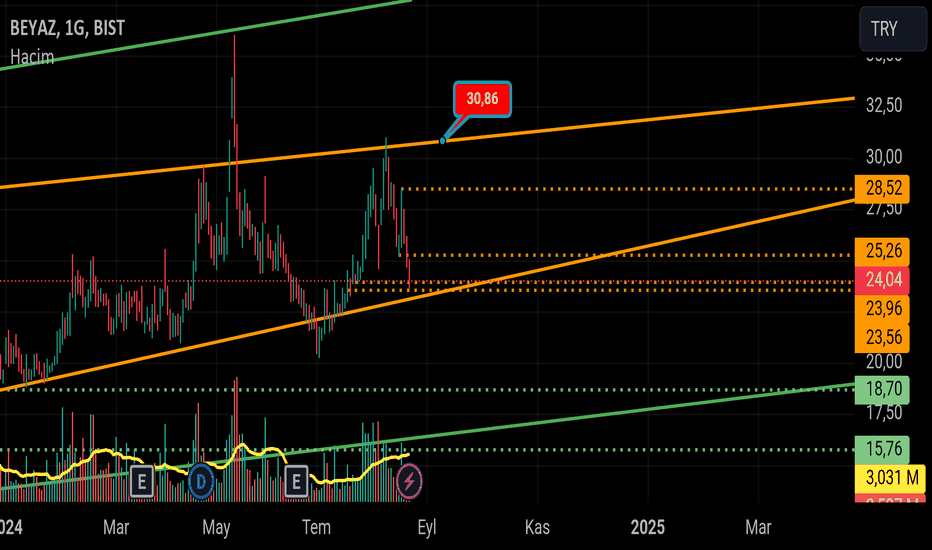 BEYAZ, 1G, BIST
TRY
Hacim
30,86
32,50
30,00
28,52
27,50
25,26
24,04
23,96
23,56
20,00
18,70
17,50
15,76
3,031 M
E
D
E
2024
Mar
May
Tem
Eyl
Kas
2025
Mar